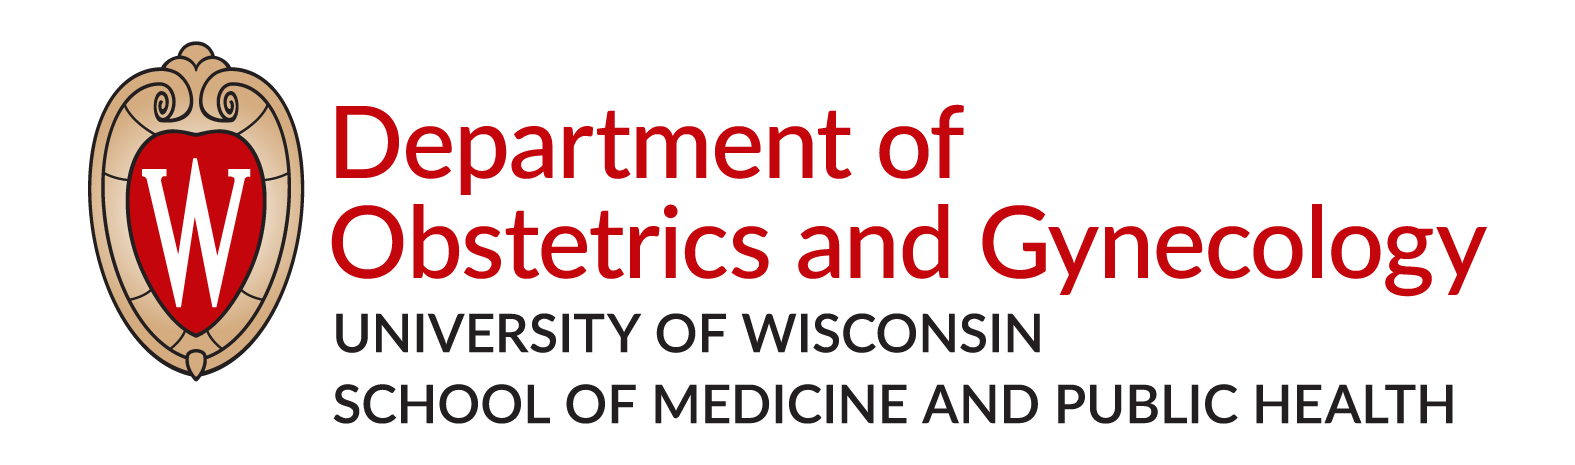 W
Department of
Obstetrics and Gynecology
UNIVERSITY OF WISCONSIN
SCHOOL OF MEDICINE AND PUBLIC HEALTH